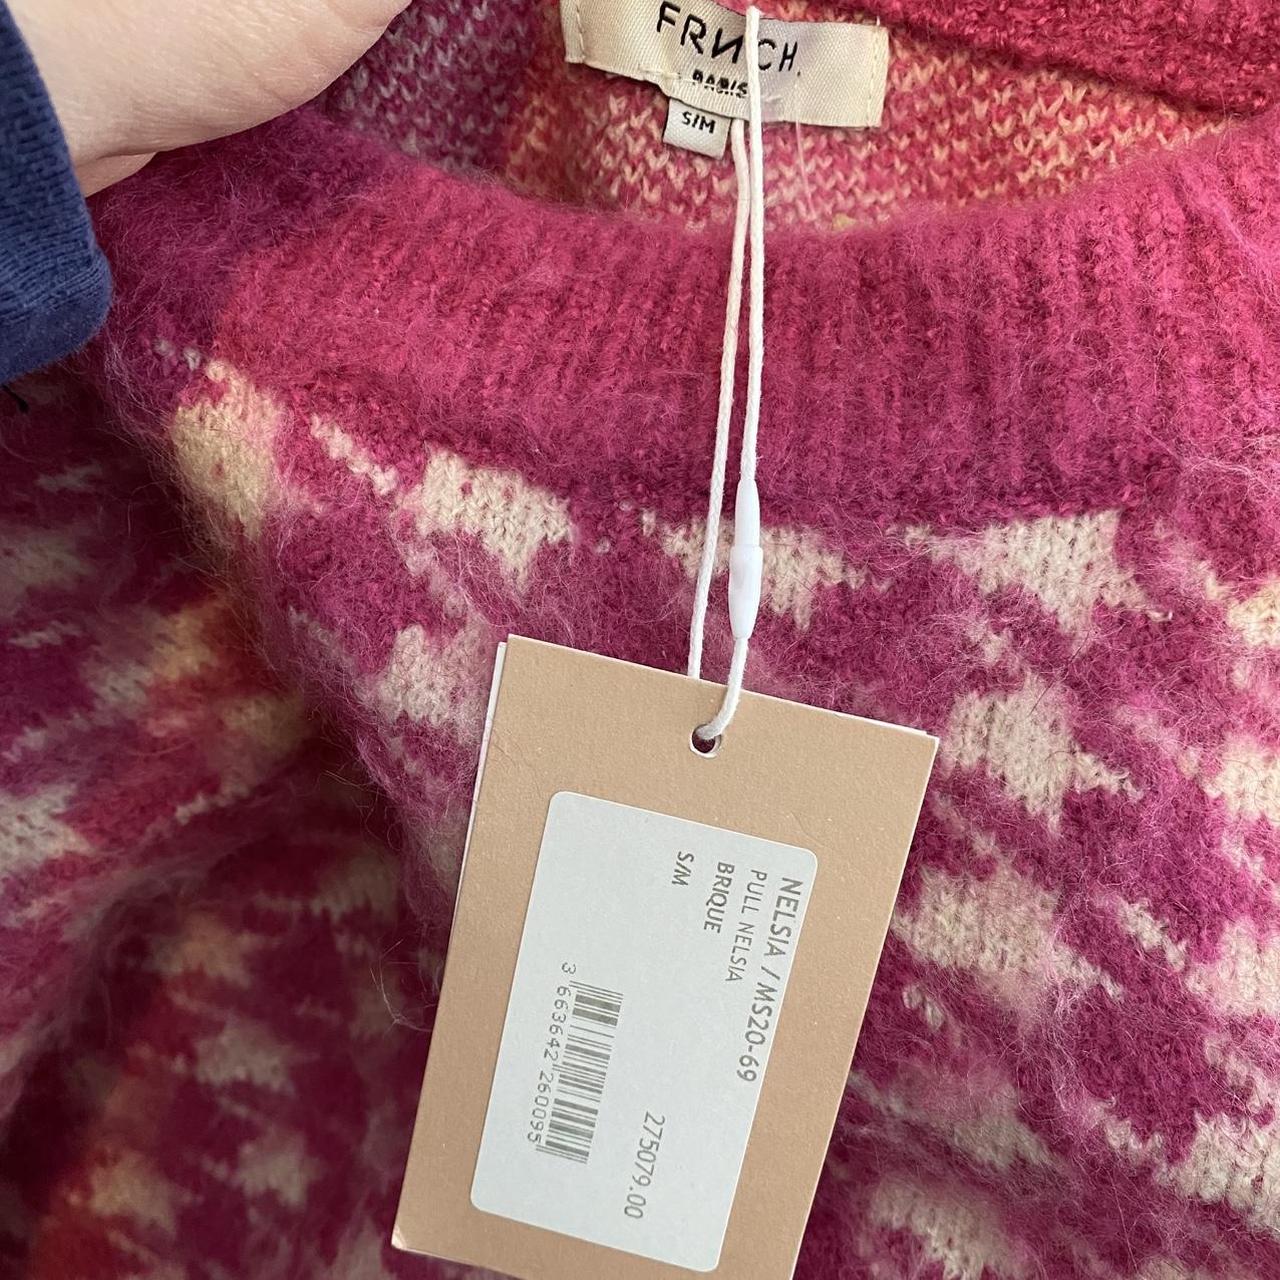 FRNCH.
PARIS
S/M
NELSIA / MS20-69
PULL NELSIA
BRIQUE
S/M
275079.00
3 663642 260095